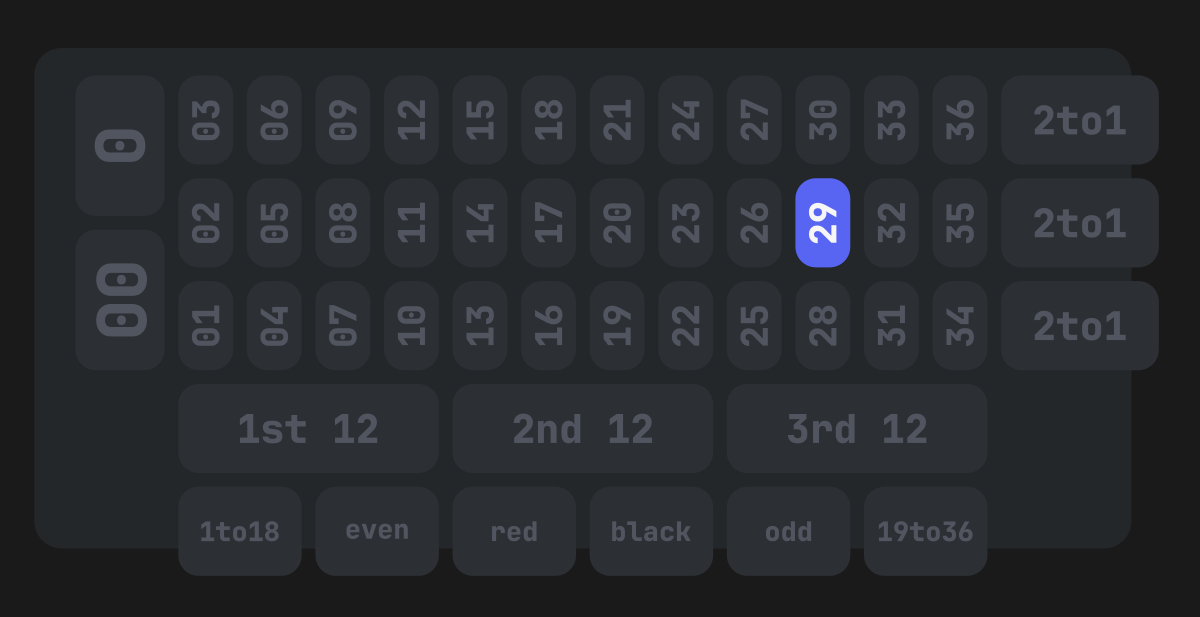 0
03 06 09 12 15 18 21 24 27 30 33 36 2to1
02 05 08 11 14 17 20 23 26 29 32 35 2to1
00
01 04 07 10 13 16 19 22 25 28 31 34 2to1
1st 12 2nd 12 3rd 12
1to18 even red black odd 19to36